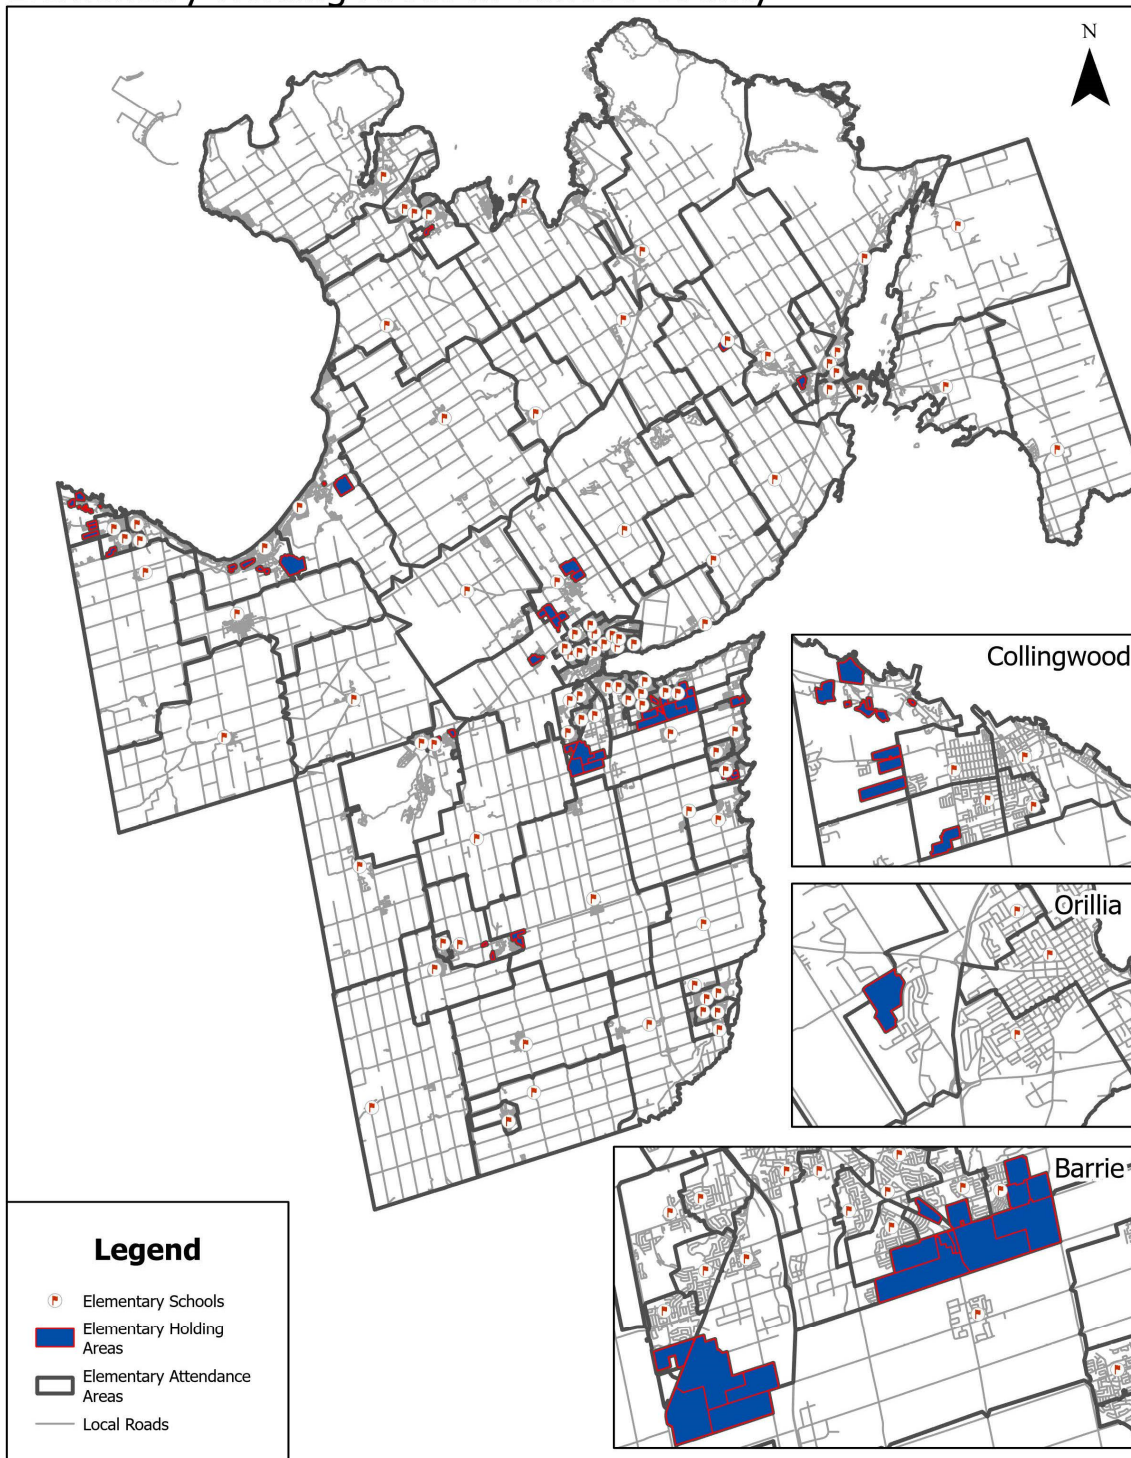 N
Collingwood
Orillia
Barrie
Legend
Elementary Schools
Elementary Holding
Areas
Elementary Attendance
Areas
Local Roads